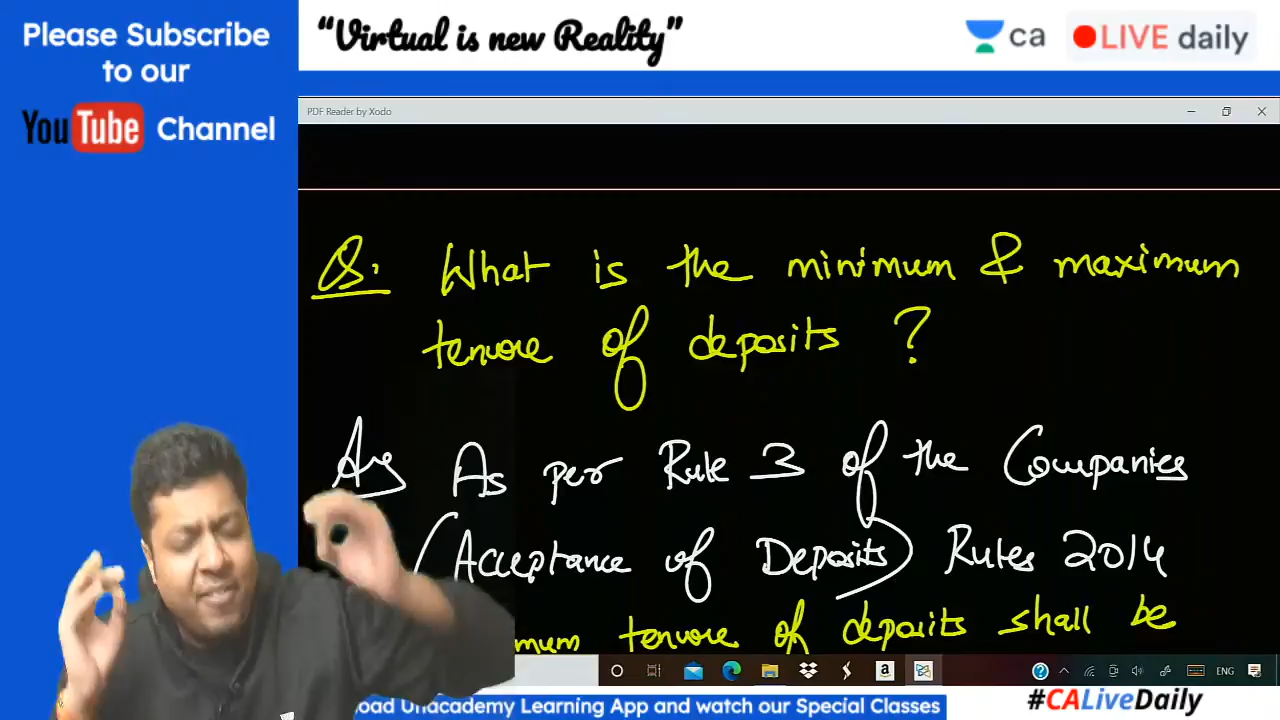 Please Subscribe
to our
YouTube Channel
“Virtual is new Reality”
ca
LIVE daily
PDF Reader by Xodo
Q. What is the minimum & maximum
tenure of deposits ?
Ans As per Rule 3 of the Companies
(Acceptance of Deposits) Rules 2014
tenure of deposits shall be
ENG
Unacademy Learning App and watch our Special Classes
#CALiveDaily